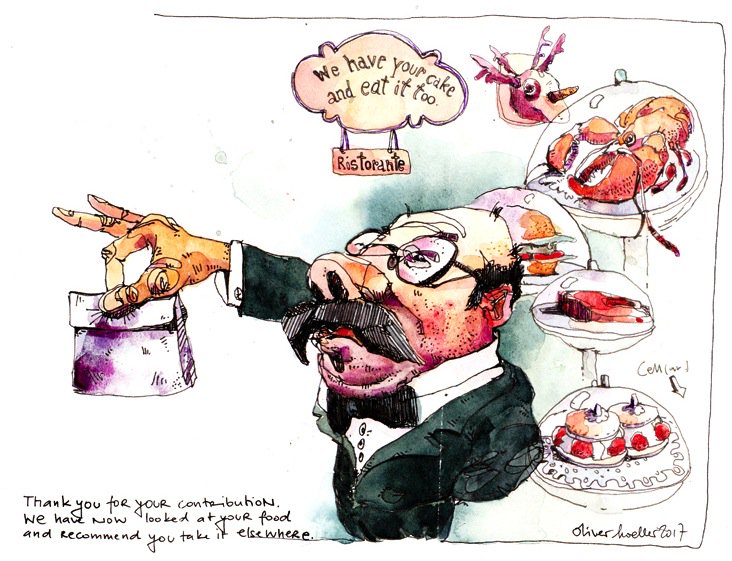 We have your cake
and eat it too.
Ristorante
Thank you for your contribution.
We have now looked at your food
and recommend you take it elsewhere.
oliver hoeller 2017